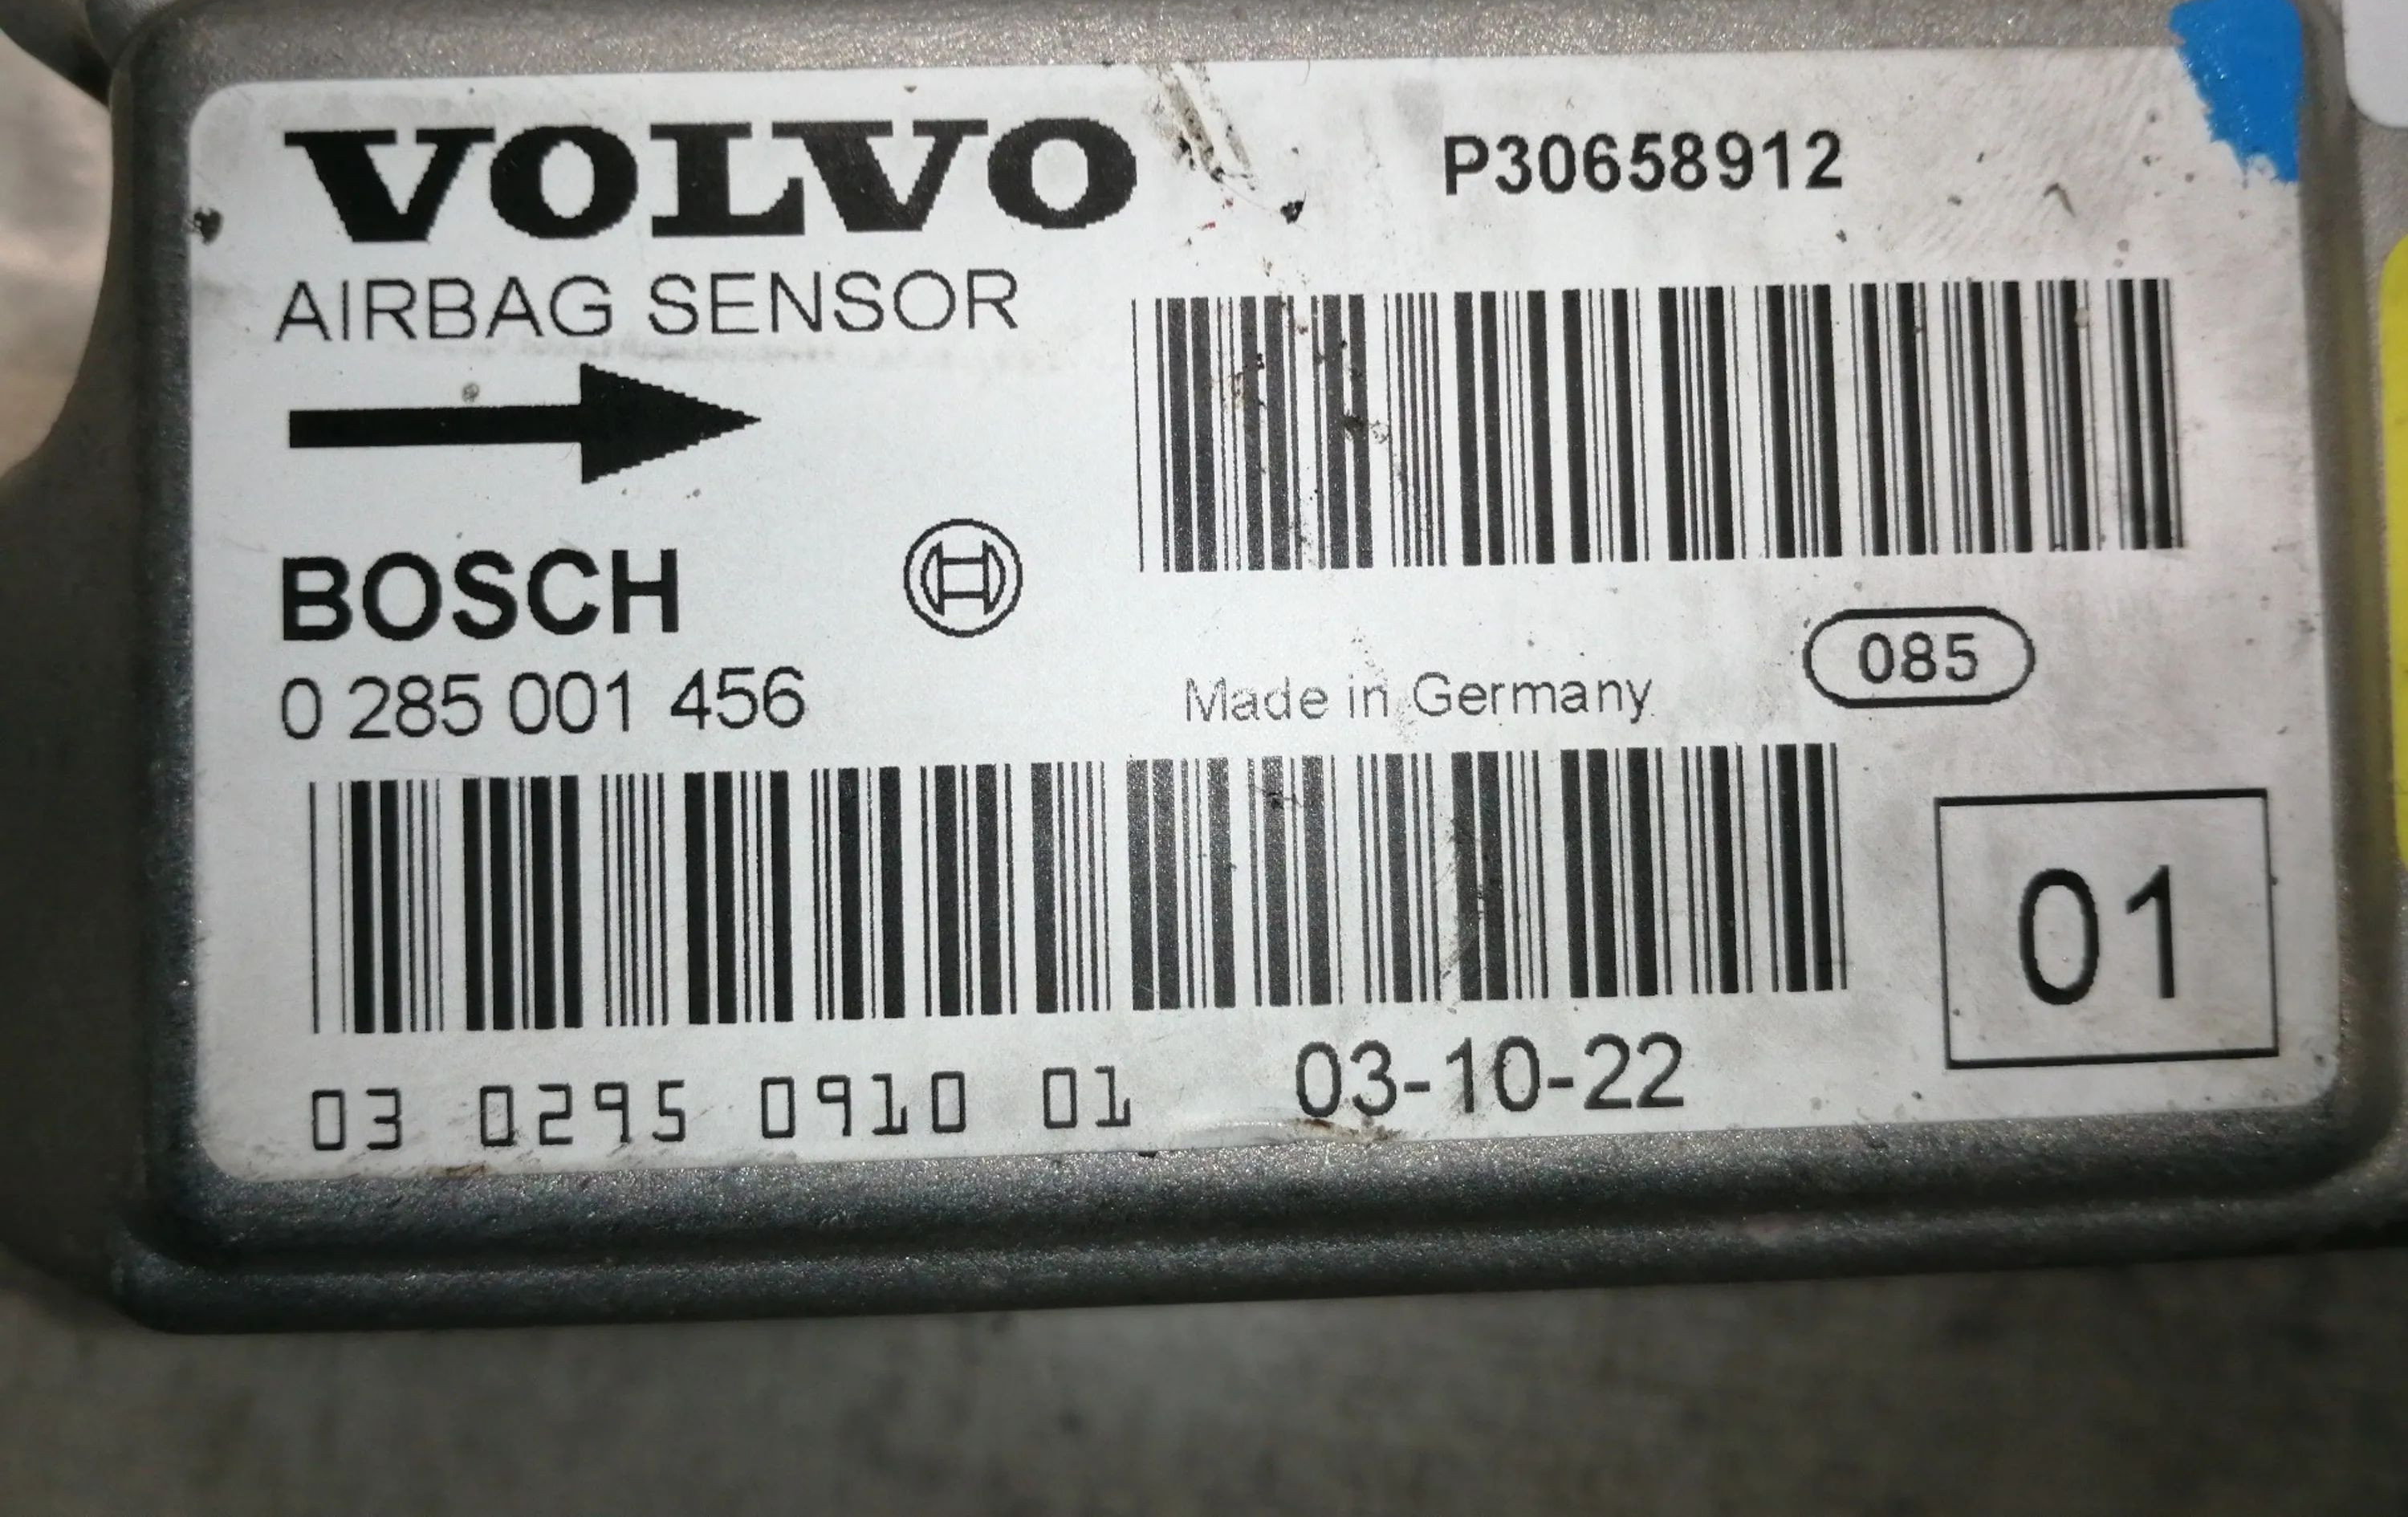 VOLVO
P30658912
AIRBAG SENSOR
BOSCH
0 285 001 456
Made in Germany
085
01
03 0295 0910 01
03-10-22